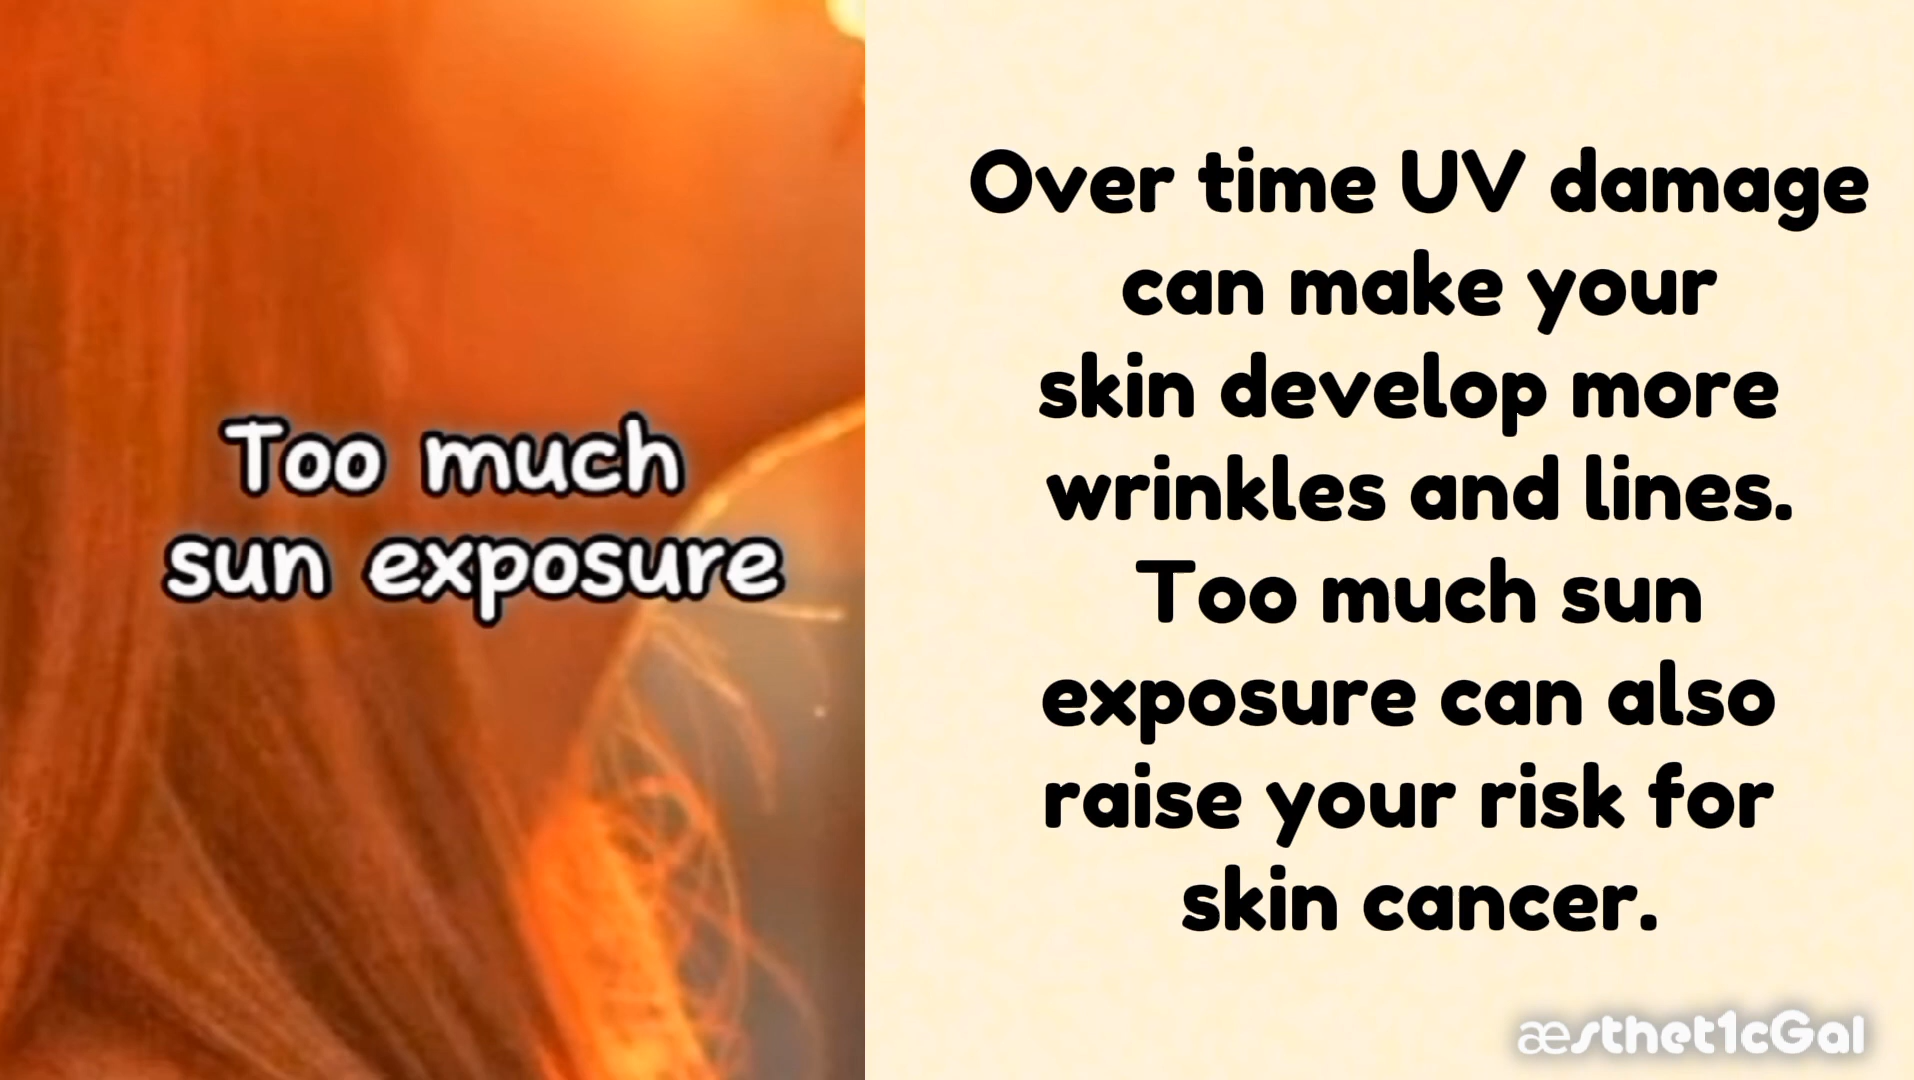 Too much
sun exposure
Over time UV damage
can make your
skin develop more
wrinkles and lines.
Too much sun
exposure can also
raise your risk for
skin cancer.
æsthet1cGal